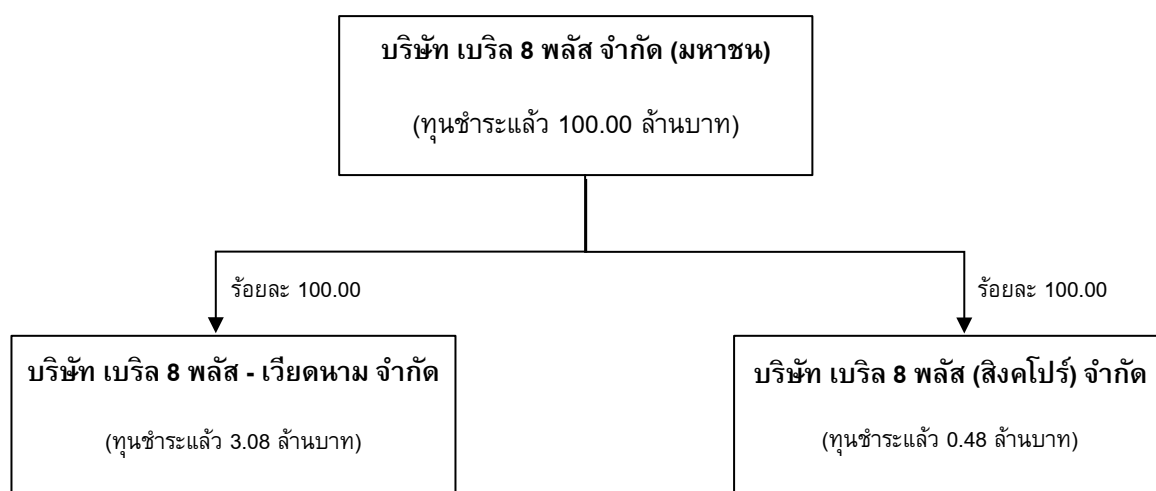 บริษัท เบริล 8 พลัส จำกัด (มหาชน)
(ทุนชำระแล้ว 100.00 ล้านบาท)
ร้อยละ 100.00
ร้อยละ 100.00
บริษัท เบริล 8 พลัส - เวียดนาม จำกัด
(ทุนชำระแล้ว 3.08 ล้านบาท)
บริษัท เบริล 8 พลัส (สิงคโปร์) จำกัด
(ทุนชำระแล้ว 0.48 ล้านบาท)